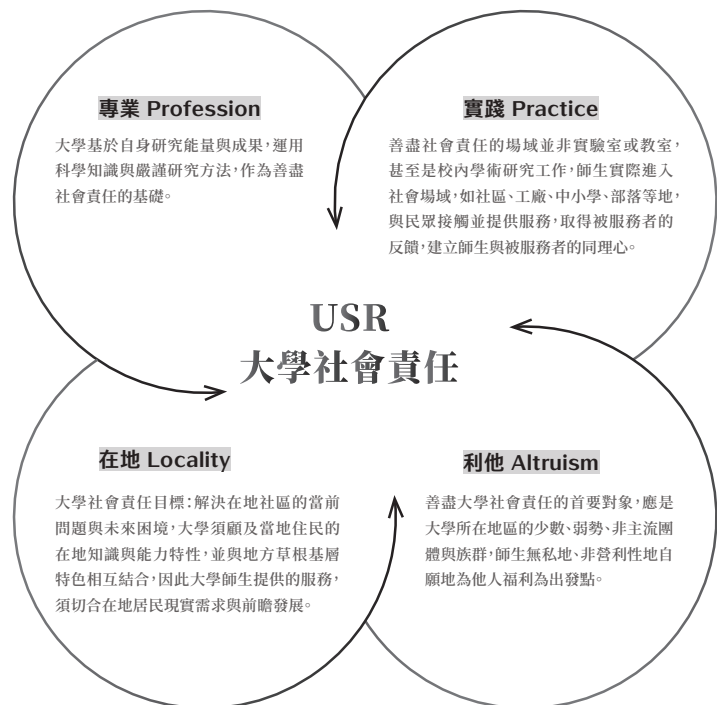 專業 Profession
大學基於自身研究能量與成果，運用
科學知識與嚴謹研究方法，作為善盡
社會責任的基礎。
實踐 Practice
善盡社會責任的場域並非實驗室或教室，
甚至是校內學術研究工作，師生實際進入
社會場域，如社區、工廠、中小學、部落等地，
與民眾接觸並提供服務，取得被服務者的
反饋，建立師生與被服務者的同理心。
USR
大學社會責任
在地 Locality
大學社會責任目標：解決在地社區的當前
問題與未來困境，大學須顧及當地住民的
在地知識與能力特性，並與地方草根基層
特色相互結合，因此大學師生提供的服務，
須切合在地居民現實需求與前瞻發展。
利他 Altruism
善盡大學社會責任的首要對象，應是
大學所在地區的少數、弱勢、非主流團
體與族群，師生無私地、非營利性地自
願地為他人福利為出發點。